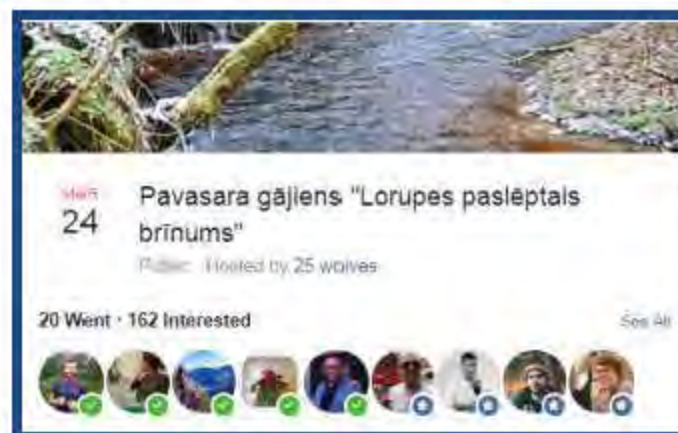 MAR
24
Pavasara gājiens "Lorupes paslēptais
brīnums"
Public · Hosted by 25 wolves
20 Went · 162 Interested
See All